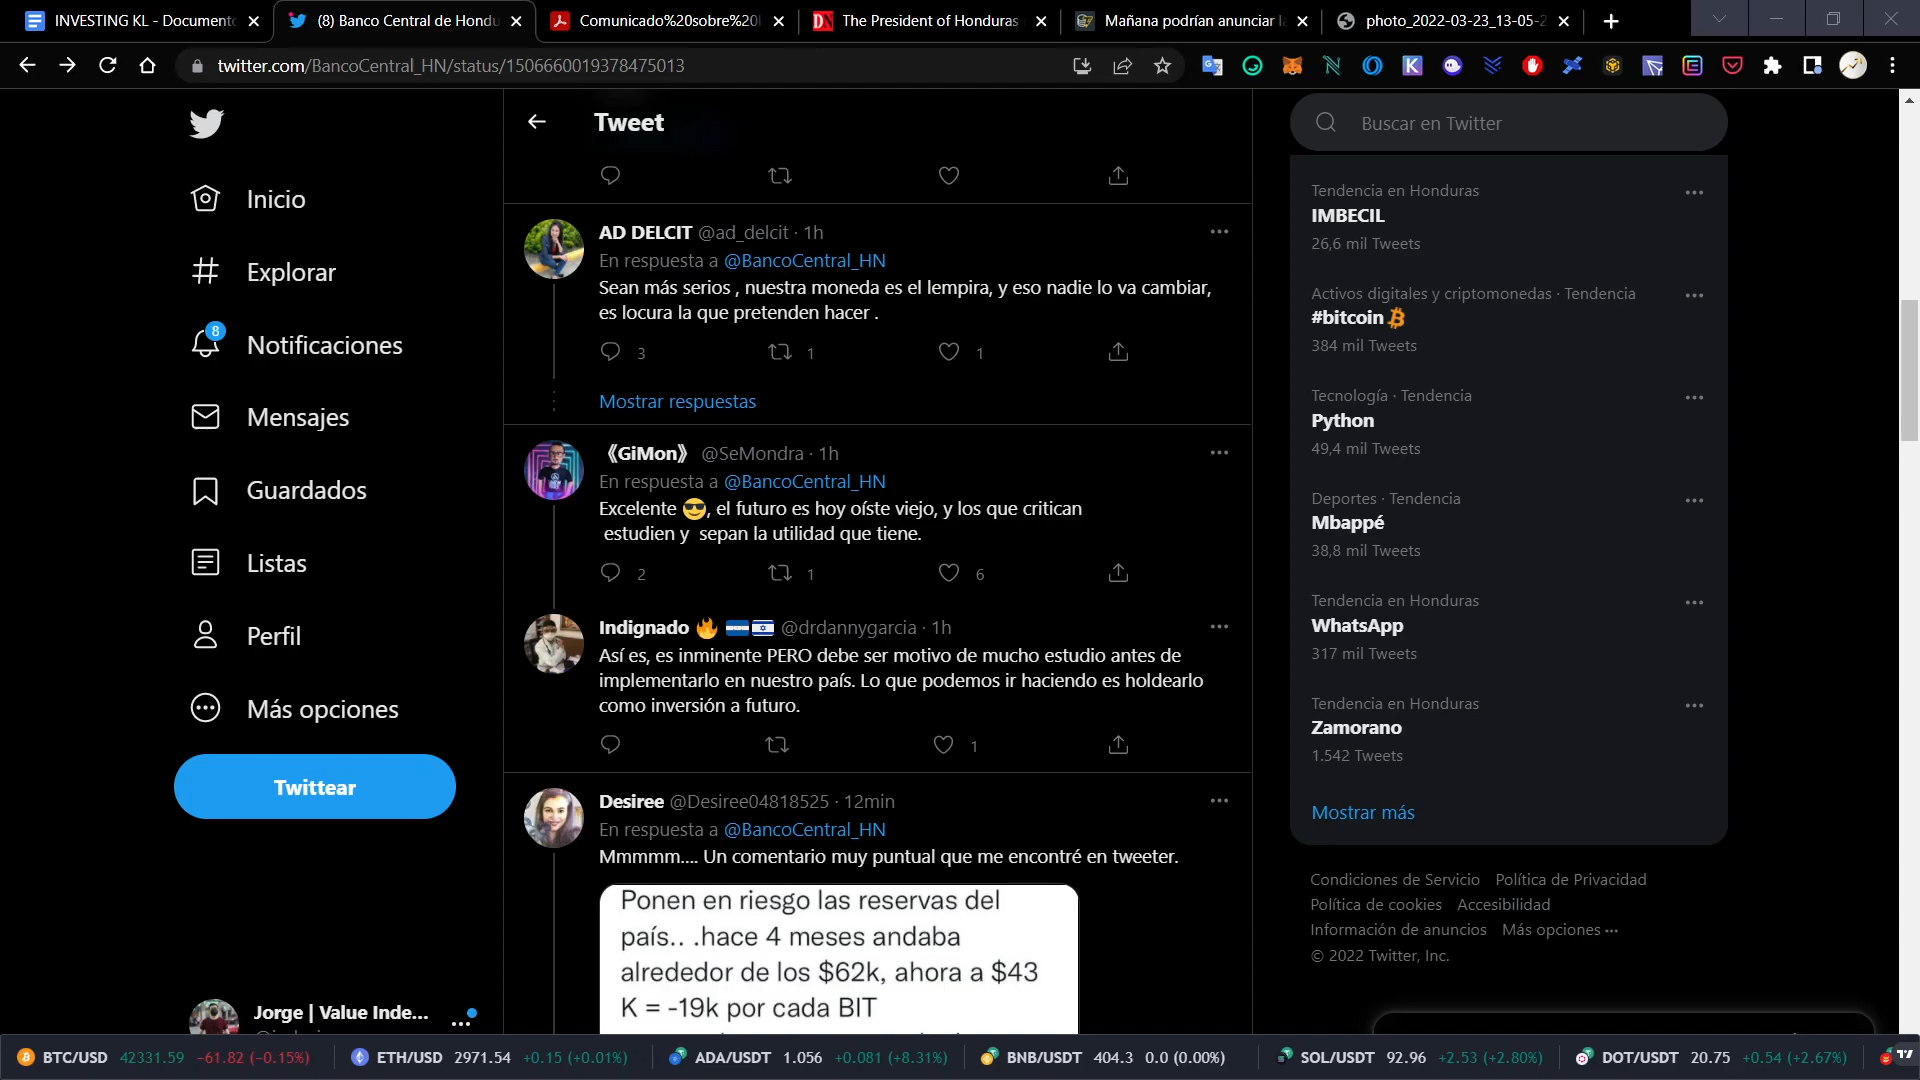 INVESTING KL - Documento
(8) Banco Central de Hondu
Comunicado%20sobre%20
The President of Honduras
Mañana podrían anunciar l
photo_2022-03-23_13-05-2
twitter.com/BancoCentral_HN/status/1506660019378475013
Inicio
Explorar
8
Notificaciones
Mensajes
Guardados
Listas
Perfil
Más opciones
Twittear
Jorge | Value Inde...
Tweet
AD DELCIT @ad_delcit · 1h
En respuesta a @BancoCentral_HN
Sean más serios , nuestra moneda es el lempira, y eso nadie lo va cambiar,
es locura la que pretenden hacer .
3 1 1
Mostrar respuestas
《GiMon》 @SeMondra · 1h
En respuesta a @BancoCentral_HN
Excelente 😎, el futuro es hoy oíste viejo, y los que critican
estudien y  sepan la utilidad que tiene.
2 1 6
Indignado 🔥 🇭🇳🇮🇱 @drdannygarcia · 1h
Así es, es inminente PERO debe ser motivo de mucho estudio antes de
implementarlo en nuestro país. Lo que podemos ir haciendo es holdearlo
como inversión a futuro.
1
Desiree @Desiree04818525 · 12min
En respuesta a @BancoCentral_HN
Mmmmm.... Un comentario muy puntual que me encontré en tweeter.
Ponen en riesgo las reservas del
país.. .hace 4 meses andaba
alrededor de los $62k, ahora a $43
K = -19k por cada BIT
Buscar en Twitter
Tendencia en Honduras
IMBECIL
26,6 mil Tweets
Activos digitales y criptomonedas · Tendencia
#bitcoin
384 mil Tweets
Tecnología · Tendencia
Python
49,4 mil Tweets
Deportes · Tendencia
Mbappé
38,8 mil Tweets
Tendencia en Honduras
WhatsApp
317 mil Tweets
Tendencia en Honduras
Zamorano
1.542 Tweets
Mostrar más
Condiciones de Servicio Política de Privacidad
Política de cookies Accesibilidad
Información de anuncios Más opciones ···
© 2022 Twitter, Inc.
BTC/USD 42331.59 −61.82 (−0.15%) ETH/USD 2971.54 +0.15 (+0.01%) ADA/USDT 1.056 +0.081 (+8.31%) BNB/USDT 404.3 0.0 (0.00%) SOL/USDT 92.96 +2.53 (+2.80%) DOT/USDT 20.75 +0.54 (+2.67%)